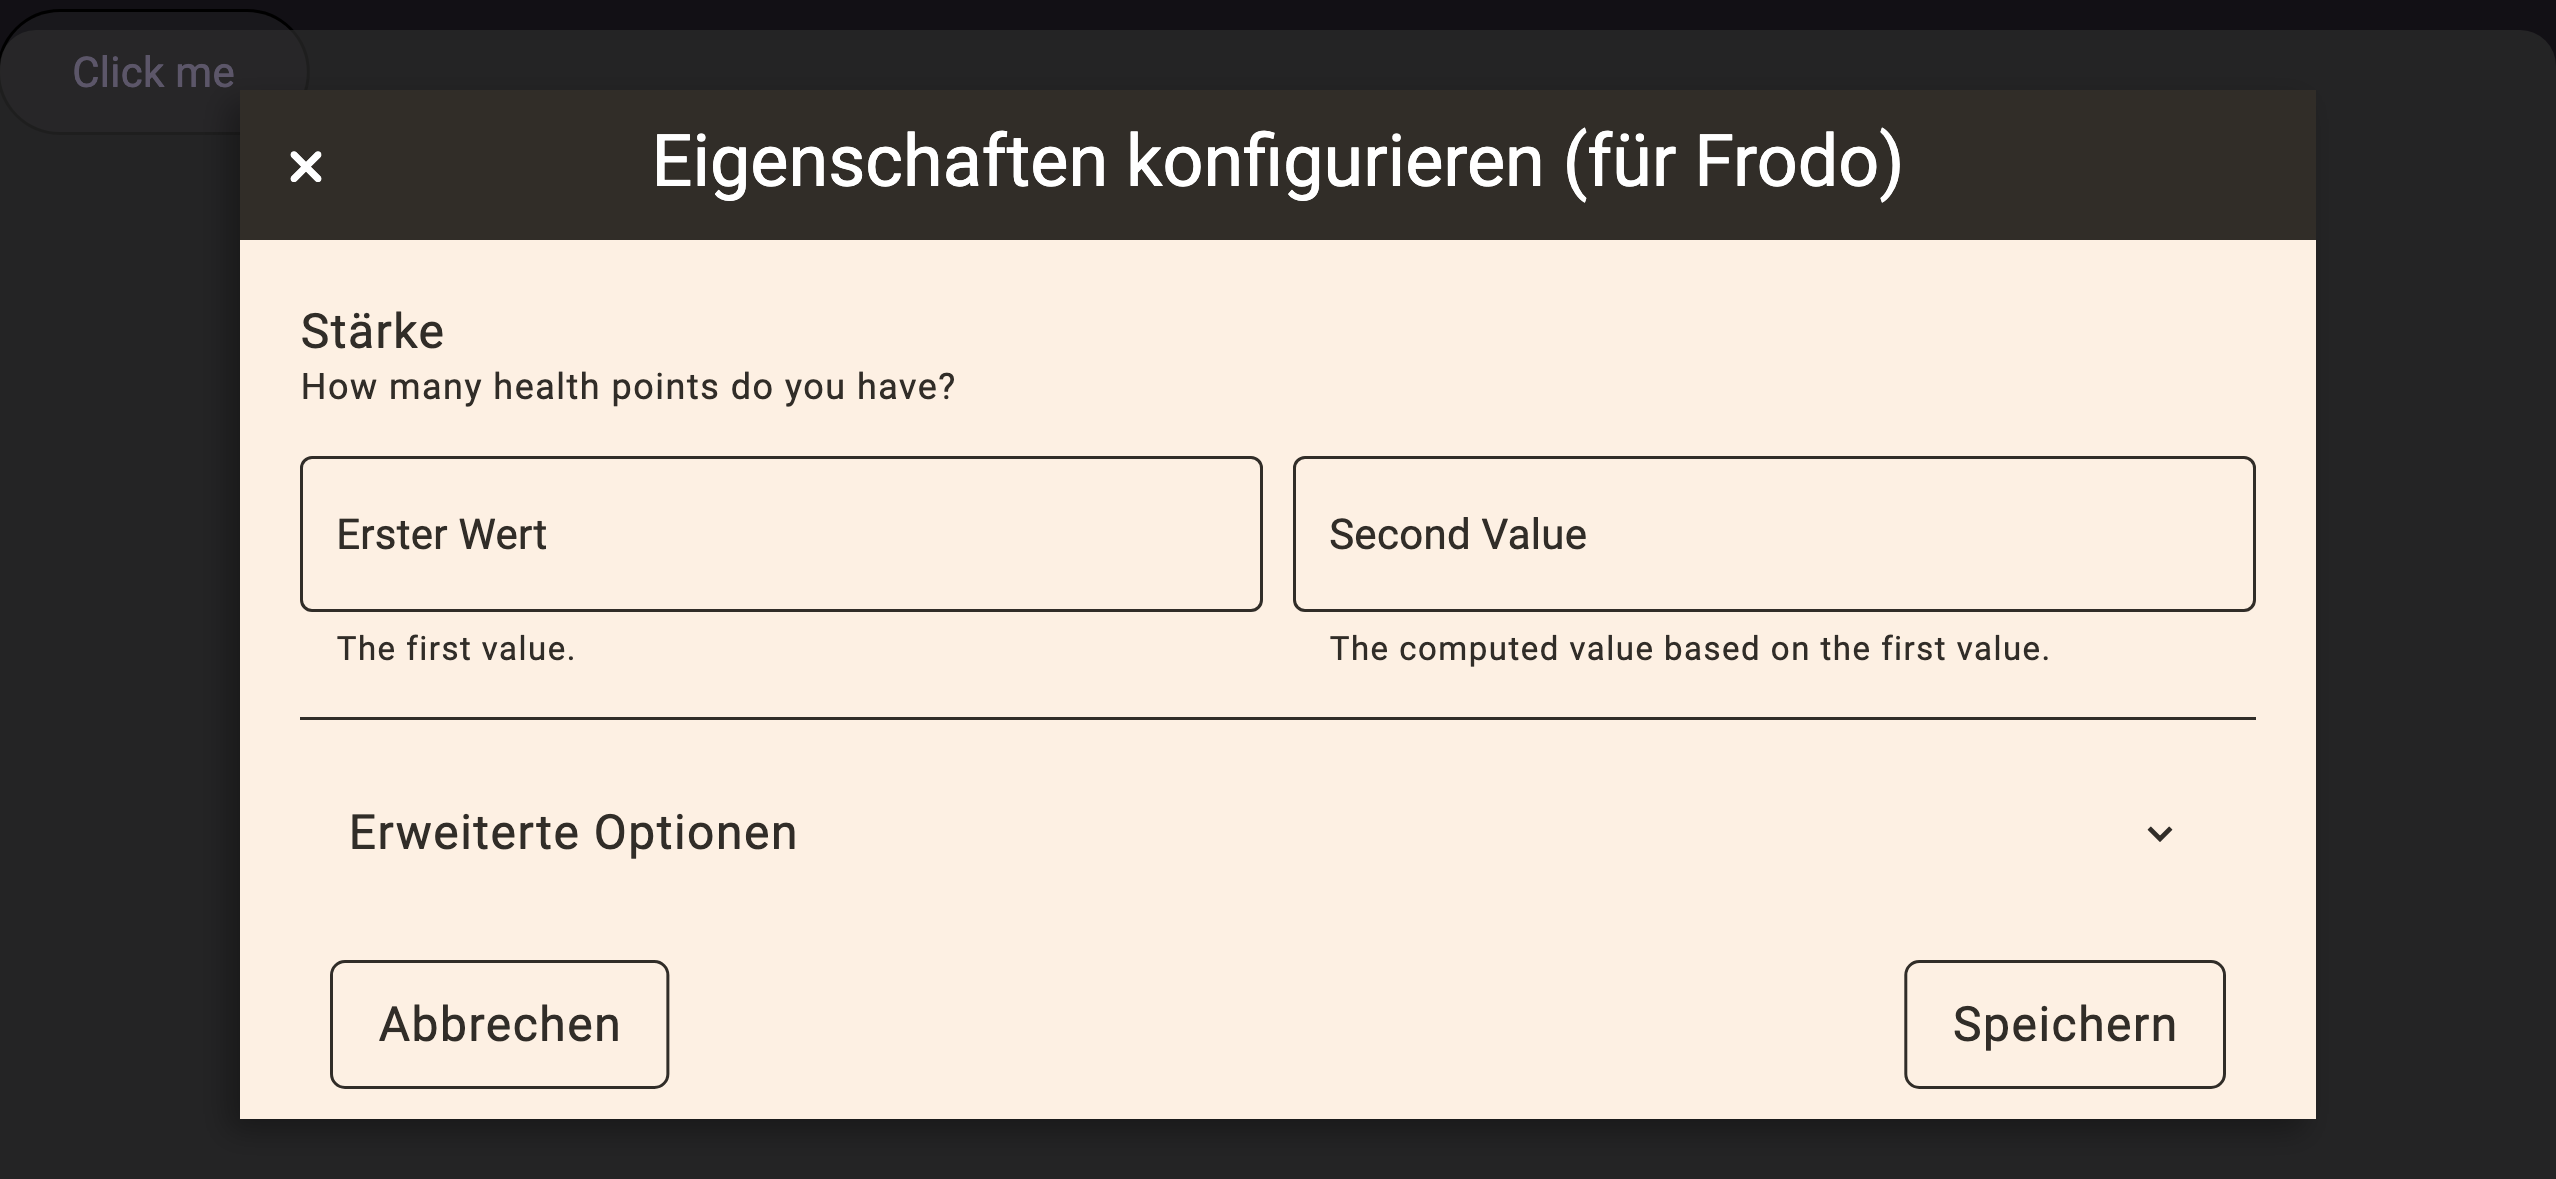 Click me
Eigenschaften konfigurieren (für Frodo)
Stärke
How many health points do you have?
Erster Wert
Second Value
The first value.
The computed value based on the first value.
Erweiterte Optionen
Abbrechen
Speichern